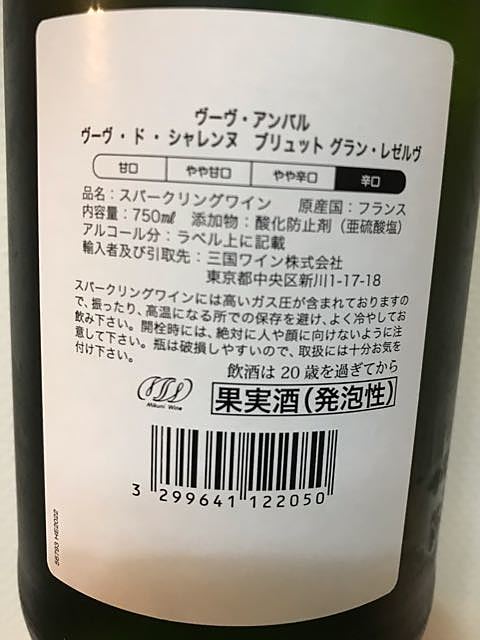 ヴーヴ・アンバル
ヴーヴ・ド・シャレンヌ ブリュット グラン・レゼルヴ
甘口 やや甘口 やや辛口 辛口
品名：スパークリングワイン 原産国：フランス
内容量：750㎖ 添加物：酸化防止剤（亜硫酸塩）
アルコール分：ラベル上に記載
輸入者及び引取先：三国ワイン株式会社
東京都中央区新川1-17-18
スパークリングワインには高いガス圧が含まれておりますの
で、振ったり、高温になる所での保存を避け、よく冷やしてお
飲み下さい。開栓時には、絶対に人や顔に向けないように注
意して下さい。瓶は破損しやすいので、取扱には十分お気を
付け下さい。
飲酒は20歳を過ぎてから
Mikuni Wine
果実酒（発泡性）
3 299641 122050